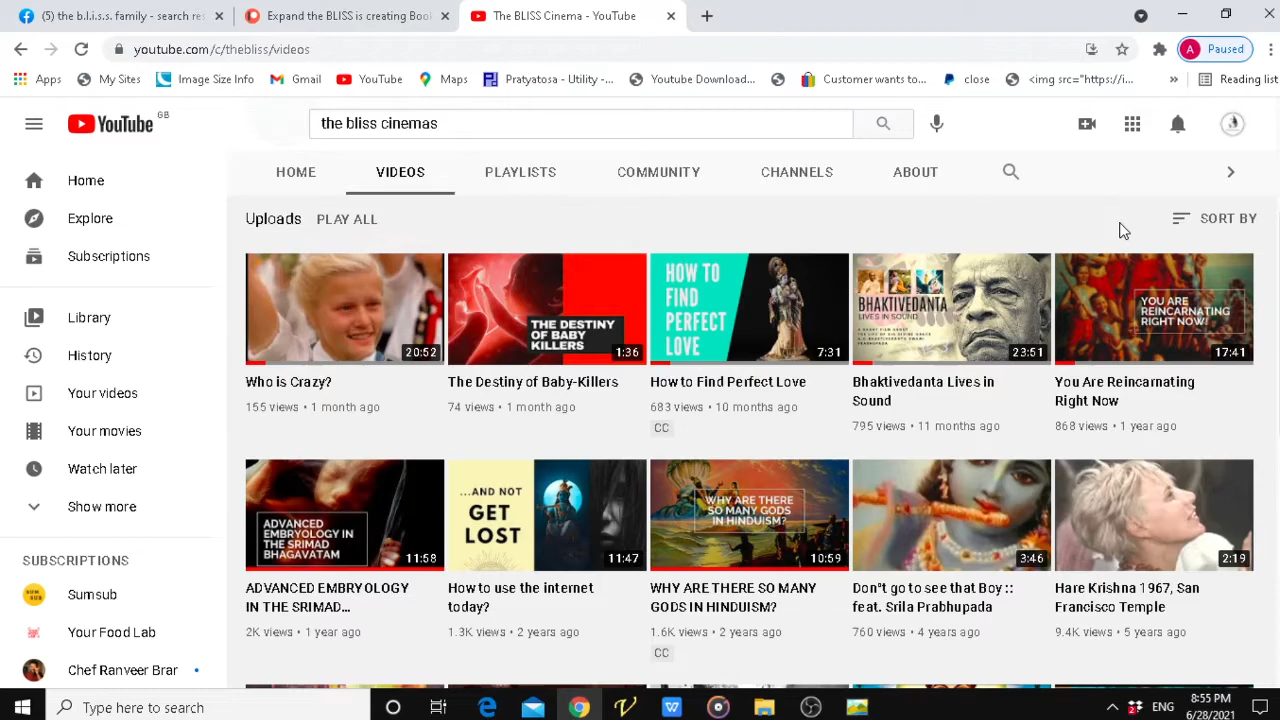 (5) the b.l.i.s.s. family - search res
Expand the BLISS is creating Bool
The BLISS Cinema - YouTube
youtube.com/c/thebliss/videos
A Paused
Apps My Sites Image Size Info Gmail YouTube Maps Pratyatosa - Utility -... Youtube Download... Customer wants to... close <img src="https://i... » Reading list
YouTube GB
the bliss cinemas
HOME VIDEOS PLAYLISTS COMMUNITY CHANNELS ABOUT
Home
Explore
Subscriptions
Library
History
Your videos
Your movies
Watch later
Show more
SUBSCRIPTIONS
Sumsub
Your Food Lab
Chef Ranveer Brar
Uploads PLAY ALL
SORT BY
20:52
Who is Crazy?
155 views • 1 month ago
THE DESTINY
OF BABY
KILLERS
1:36
The Destiny of Baby-Killers
74 views • 1 month ago
HOW TO
FIND
PERFECT
LOVE
7:31
How to Find Perfect Love
683 views • 10 months ago
CC
BHAKTIVEDANTA
LIVES IN SOUND
23:51
Bhaktivedanta Lives in
Sound
795 views • 11 months ago
YOU ARE
REINCARNATING
RIGHT NOW!
17:41
You Are Reincarnating
Right Now
868 views • 1 year ago
ADVANCED
EMBRYOLOGY
IN THE SRIMAD
BHAGAVATAM
11:58
ADVANCED EMBRYOLOGY
IN THE SRIMAD...
2K views • 1 year ago
...AND NOT
GET
LOST
11:47
How to use the internet
today?
1.3K views • 2 years ago
WHY ARE THERE
SO MANY GODS
IN HINDUISM?
10:59
WHY ARE THERE SO MANY
GODS IN HINDUISM?
1.6K views • 2 years ago
CC
3:46
Don't go to see that Boy ::
feat. Srila Prabhupada
760 views • 4 years ago
2:19
Hare Krishna 1967, San
Francisco Temple
9.4K views • 5 years ago
Type here to search
ENG
8:55 PM
6/28/2021